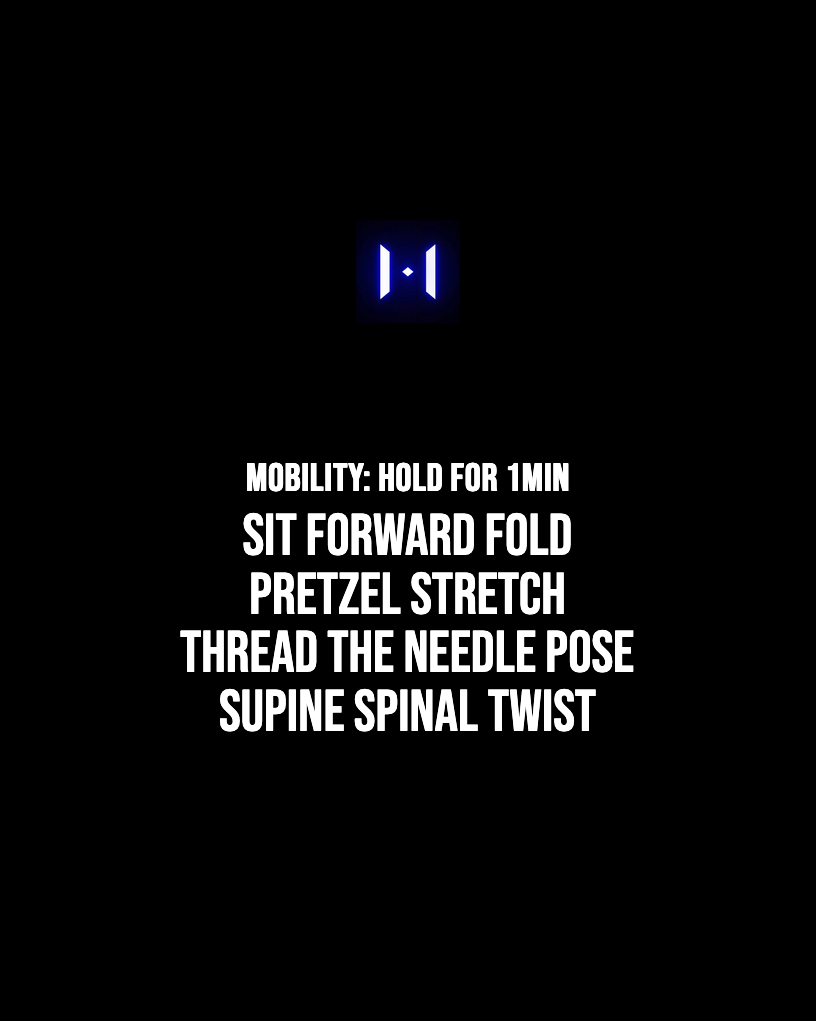 MOBILITY: HOLD FOR 1MIN
SIT FORWARD FOLD
PRETZEL STRETCH
THREAD THE NEEDLE POSE
SUPINE SPINAL TWIST